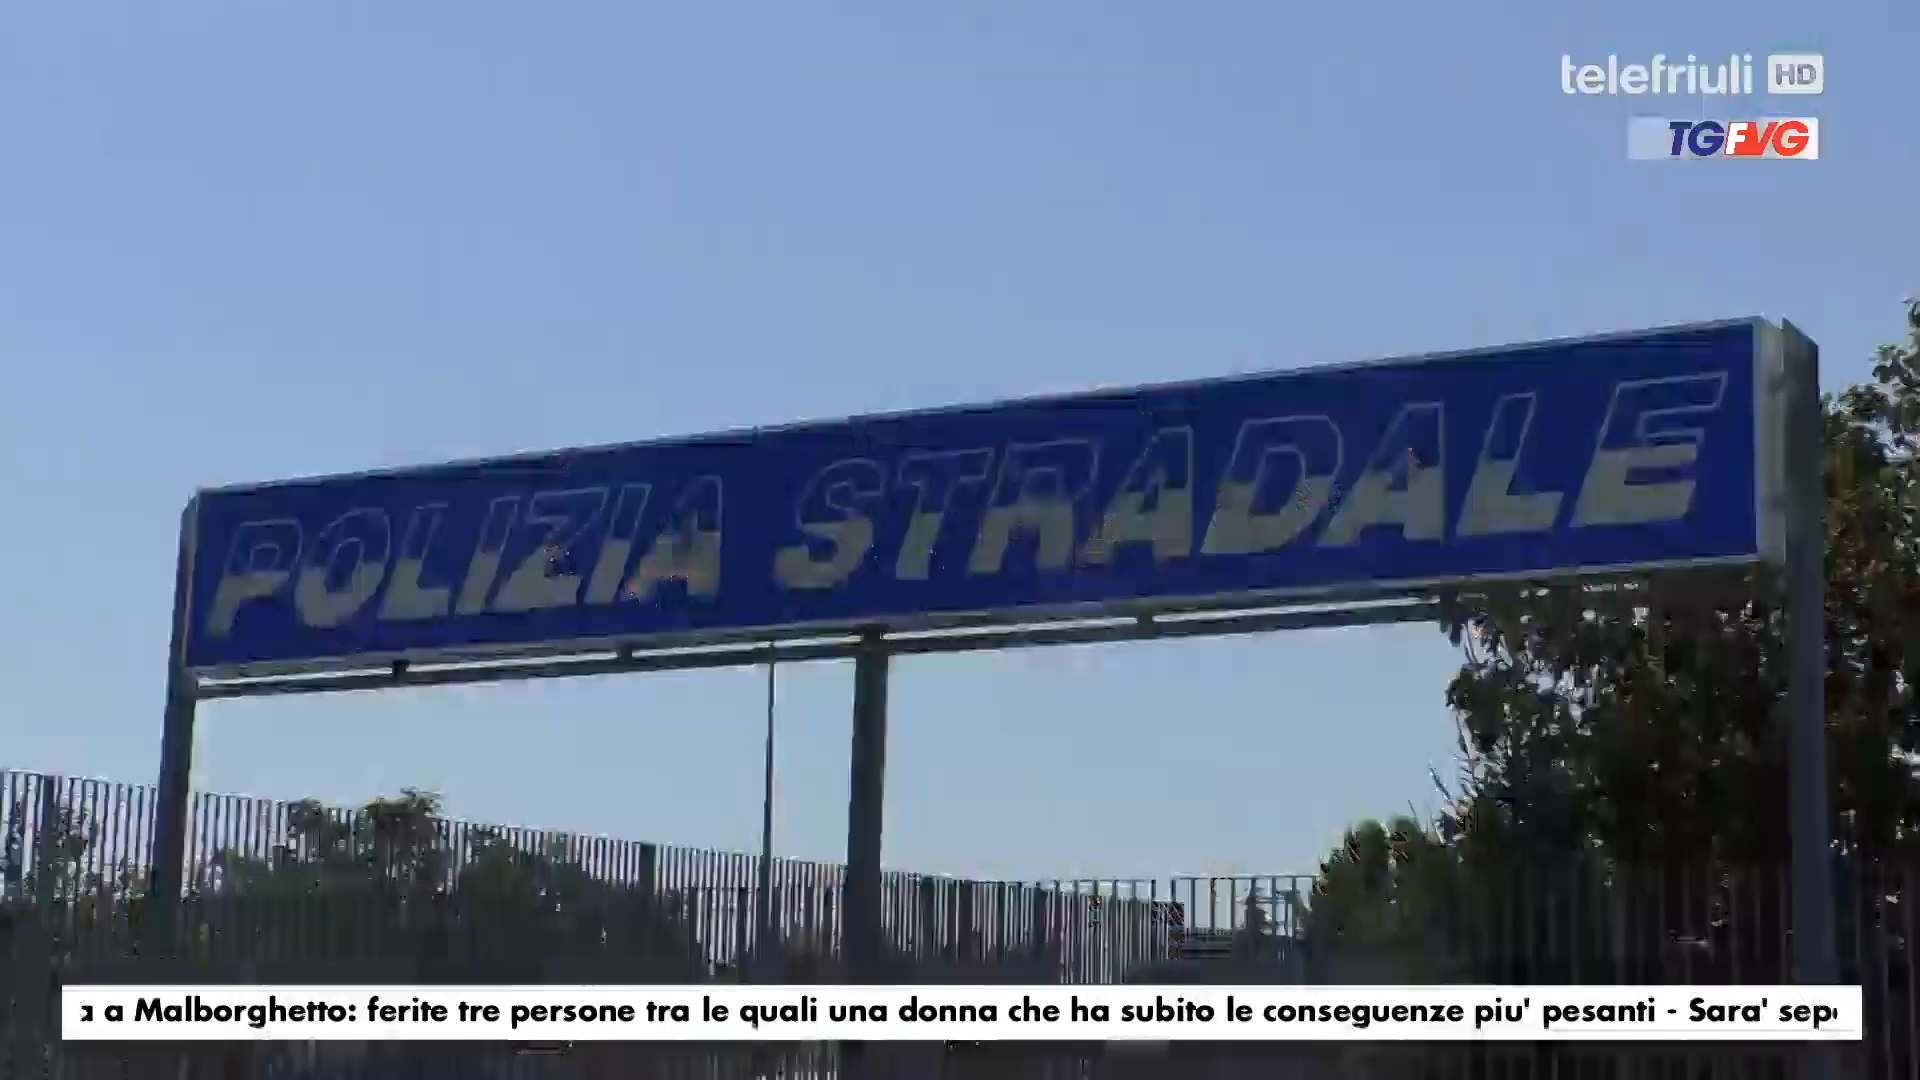 telefriuli HD
TGFVG
POLIZIA STRADALE
a Malborghetto: ferite tre persone tra le quali una donna che ha subito le conseguenze piu' pesanti - Sara'